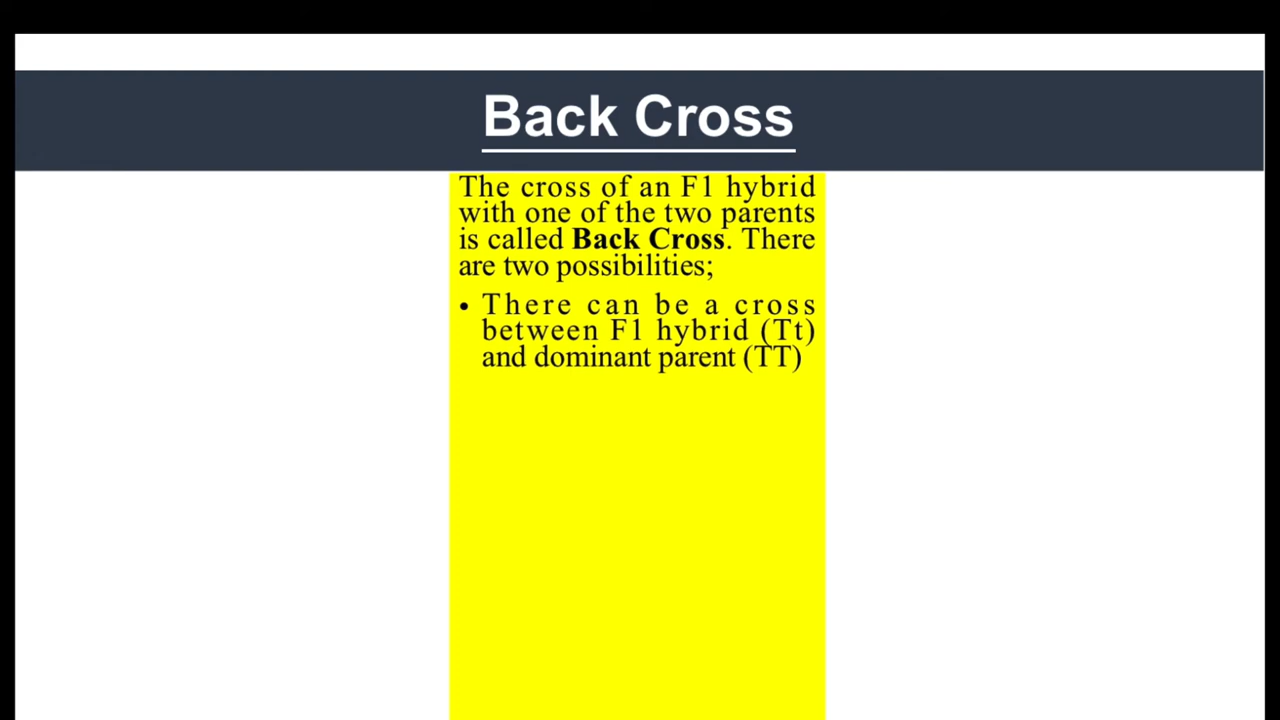 Back Cross
The cross of an F1 hybrid
with one of the two parents
is called Back Cross. There
are two possibilities;
• There can be a cross
between F1 hybrid (Tt)
and dominant parent (TT)